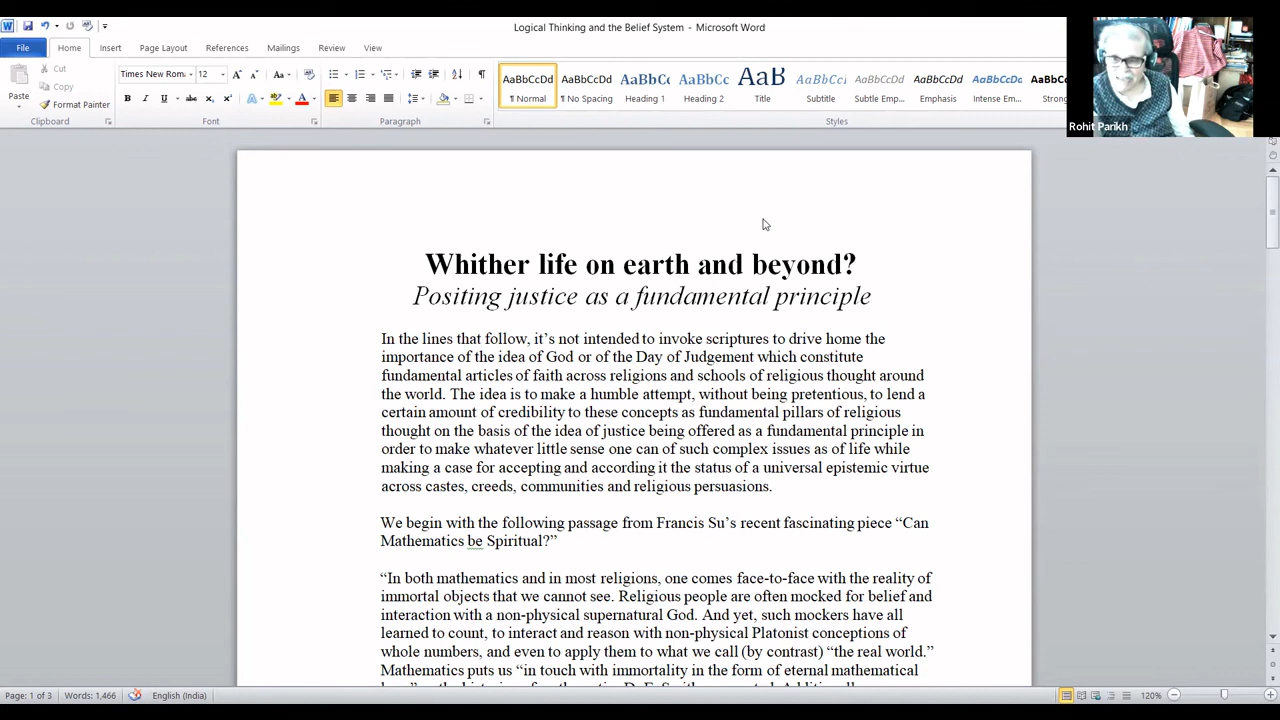 Logical Thinking and the Belief System - Microsoft Word
File Home Insert Page Layout References Mailings Review View
Paste Cut Copy Format Painter
Times New Rom 12
AaBbCcDd AaBbCcDd AaBbCc AaBbCc AaB AaBbCcI AaBbCcDd AaBbCcDd AaBbCcDd
¶ Normal ¶ No Spacing Heading 1 Heading 2 Title Subtitle Subtle Emp... Emphasis Intense Em... Strong
Clipboard Font Paragraph Styles
Rohit Parikh
Whither life on earth and beyond?
Positing justice as a fundamental principle
In the lines that follow, it’s not intended to invoke scriptures to drive home the
importance of the idea of God or of the Day of Judgement which constitute
fundamental articles of faith across religions and schools of religious thought around
the world. The idea is to make a humble attempt, without being pretentious, to lend a
certain amount of credibility to these concepts as fundamental pillars of religious
thought on the basis of the idea of justice being offered as a fundamental principle in
order to make whatever little sense one can of such complex issues as of life while
making a case for accepting and according it the status of a universal epistemic virtue
across castes, creeds, communities and religious persuasions.
We begin with the following passage from Francis Su’s recent fascinating piece “Can
Mathematics be Spiritual?”
“In both mathematics and in most religions, one comes face-to-face with the reality of
immortal objects that we cannot see. Religious people are often mocked for belief and
interaction with a non-physical supernatural God. And yet, such mockers have all
learned to count, to interact and reason with non-physical Platonist conceptions of
whole numbers, and even to apply them to what we call (by contrast) “the real world.”
Mathematics puts us “in touch with immortality in the form of eternal mathematical
Page: 1 of 3 Words: 1,466 English (India) 120%